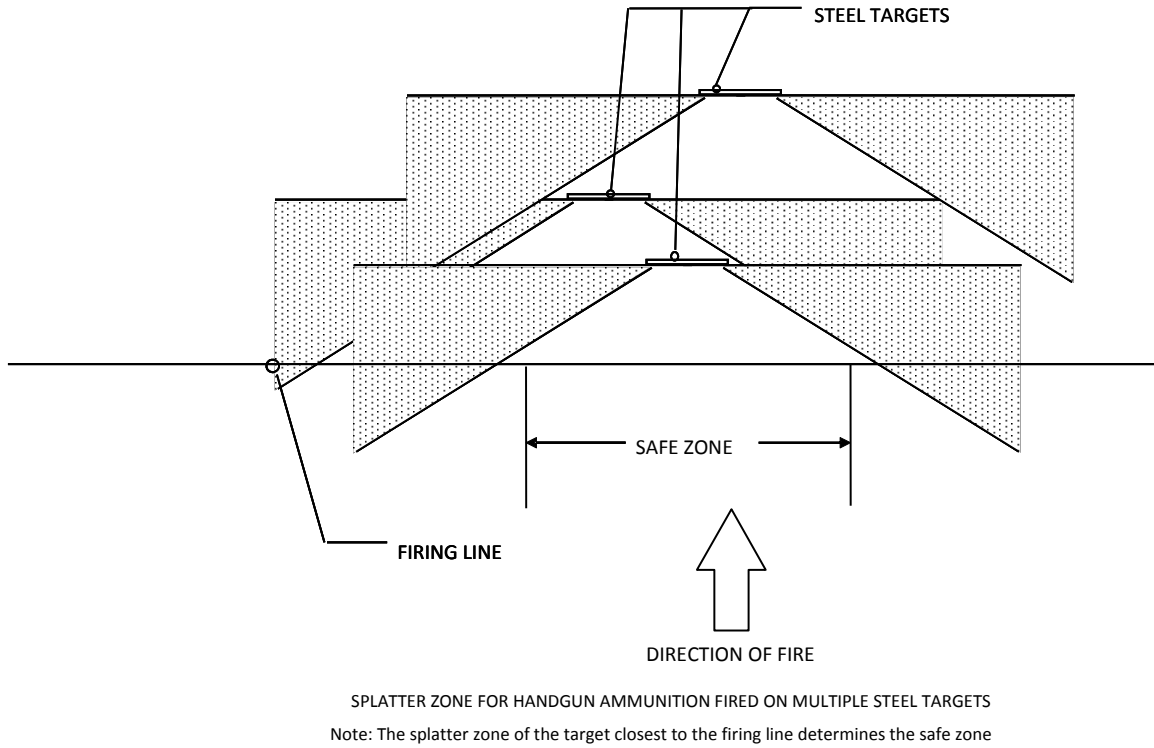 STEEL TARGETS
SAFE ZONE
FIRING LINE
DIRECTION OF FIRE
SPLATTER ZONE FOR HANDGUN AMMUNITION FIRED ON MULTIPLE STEEL TARGETS
Note: The splatter zone of the target closest to the firing line determines the safe zone